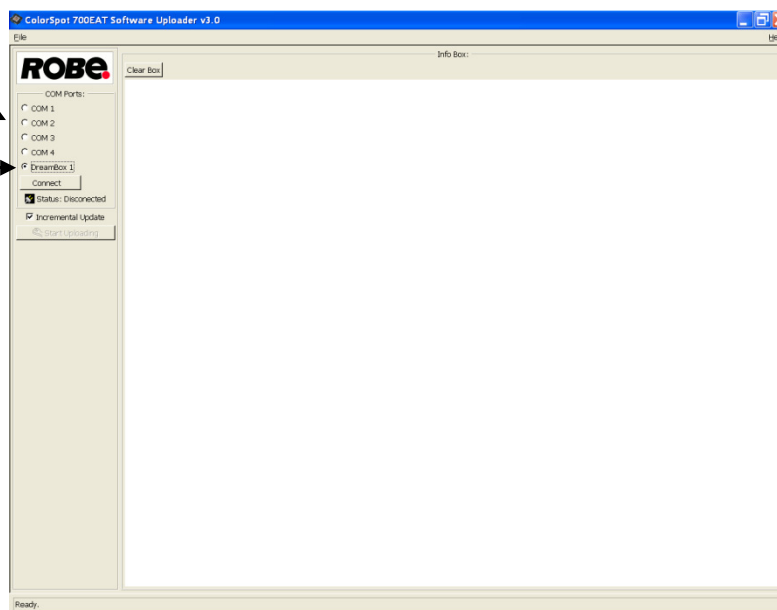 ColorSpot 700EAT Software Uploader v3.0
File
ROBe.
COM Ports:
COM 1
COM 2
COM 3
COM 4
DreamBox 1
Connect
Status: Disconected
Incremental Update
Start Uploading
Info Box:
Clear Box
Ready.